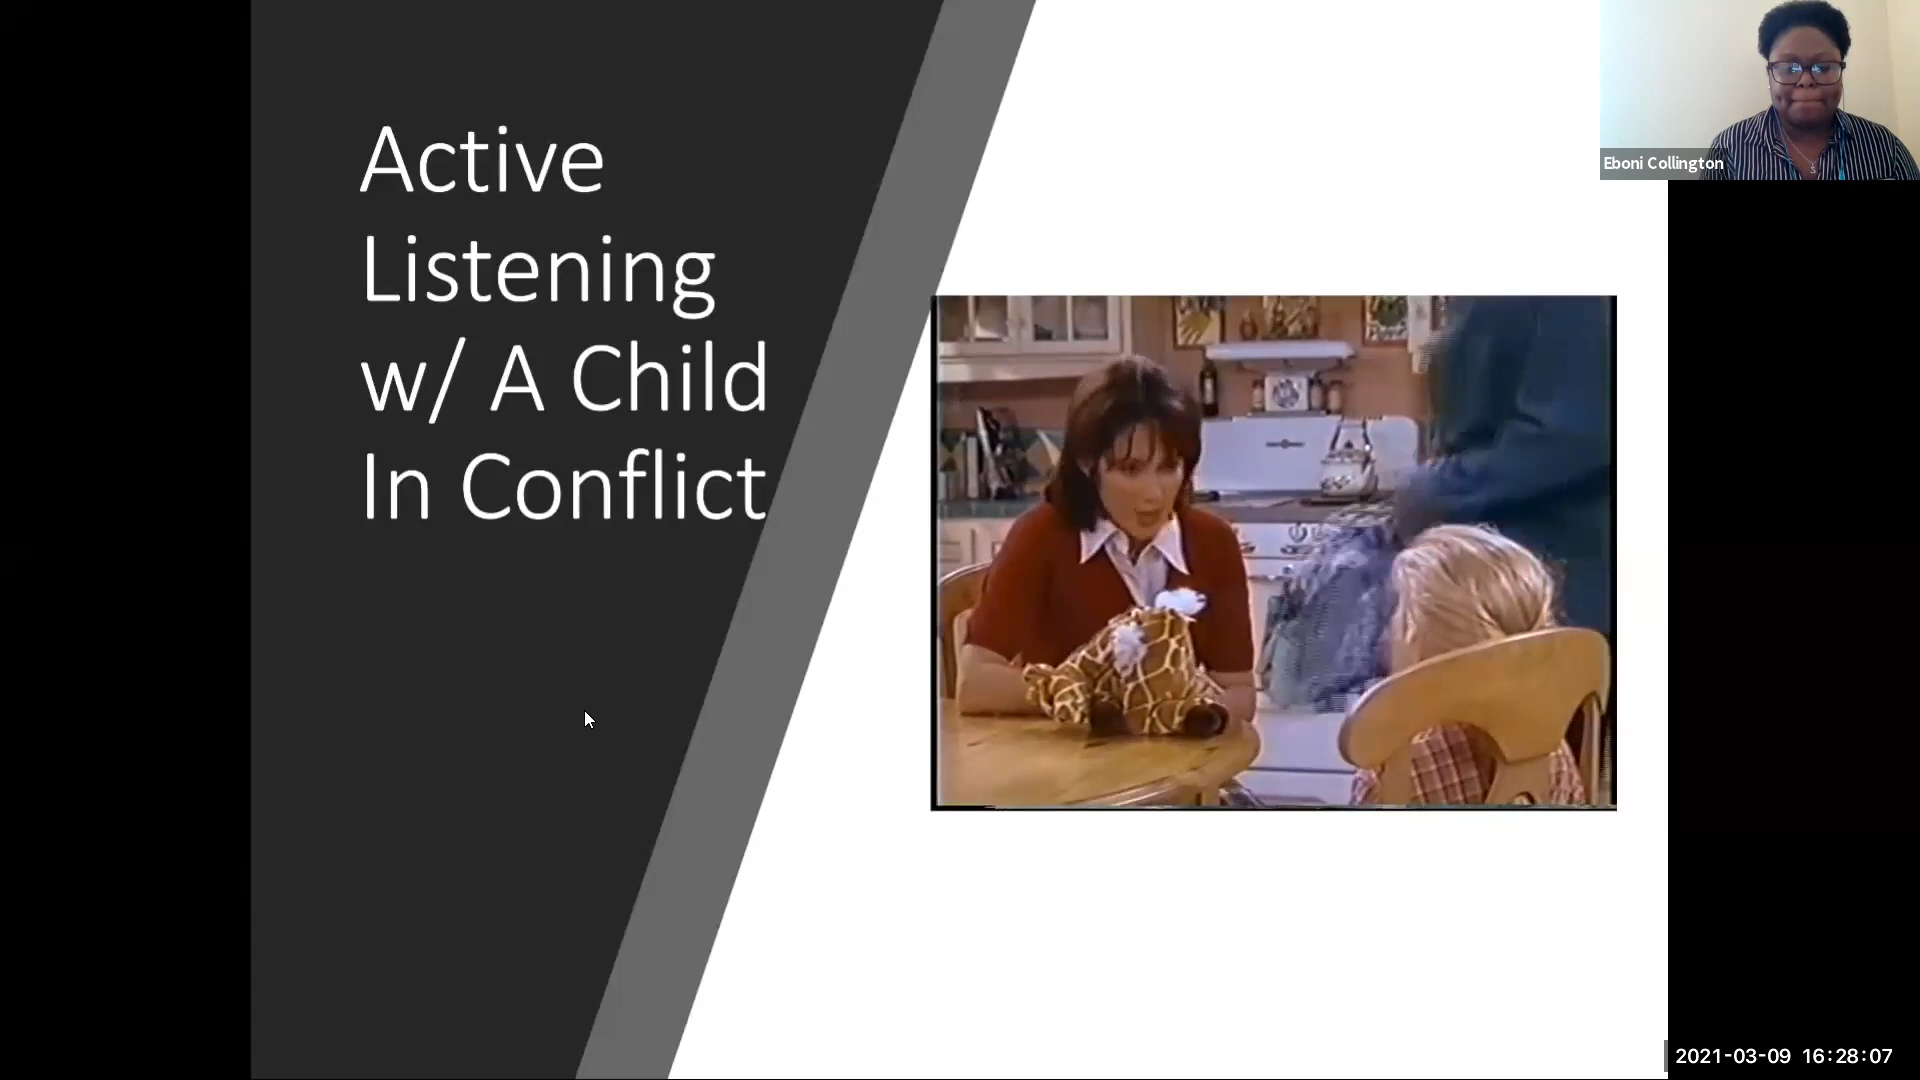 Active
Listening
w/ A Child
In Conflict
Eboni Collington
2021-03-09 16:28:07